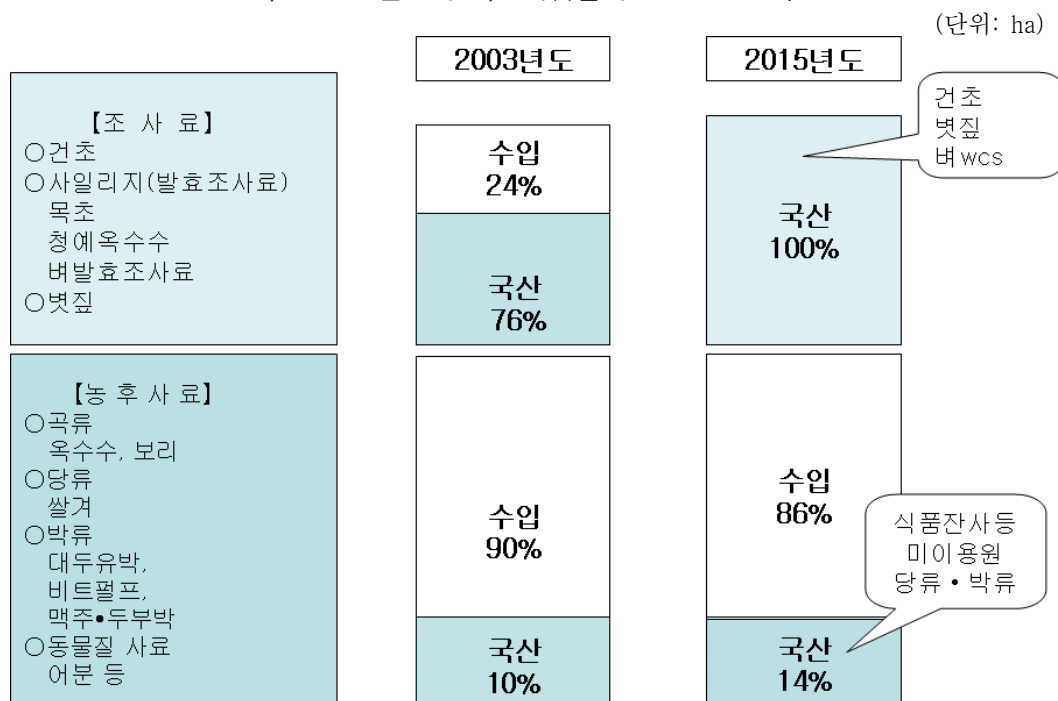 (단위: ha)
2003년도
2015년도
【조 사 료】
○건초
○사일리지(발효조사료)
목초
청예옥수수
벼발효조사료
○볏짚
수입
24%
국산
76%
국산
100%
건초
볏짚
벼wcs
【농 후 사 료】
○곡류
옥수수, 보리
○당류
쌀겨
○박류
대두유박,
비트펄프,
맥주•두부박
○동물질 사료
어분 등
수입
90%
국산
10%
수입
86%
국산
14%
식품잔사등
미이용원
당류•박류